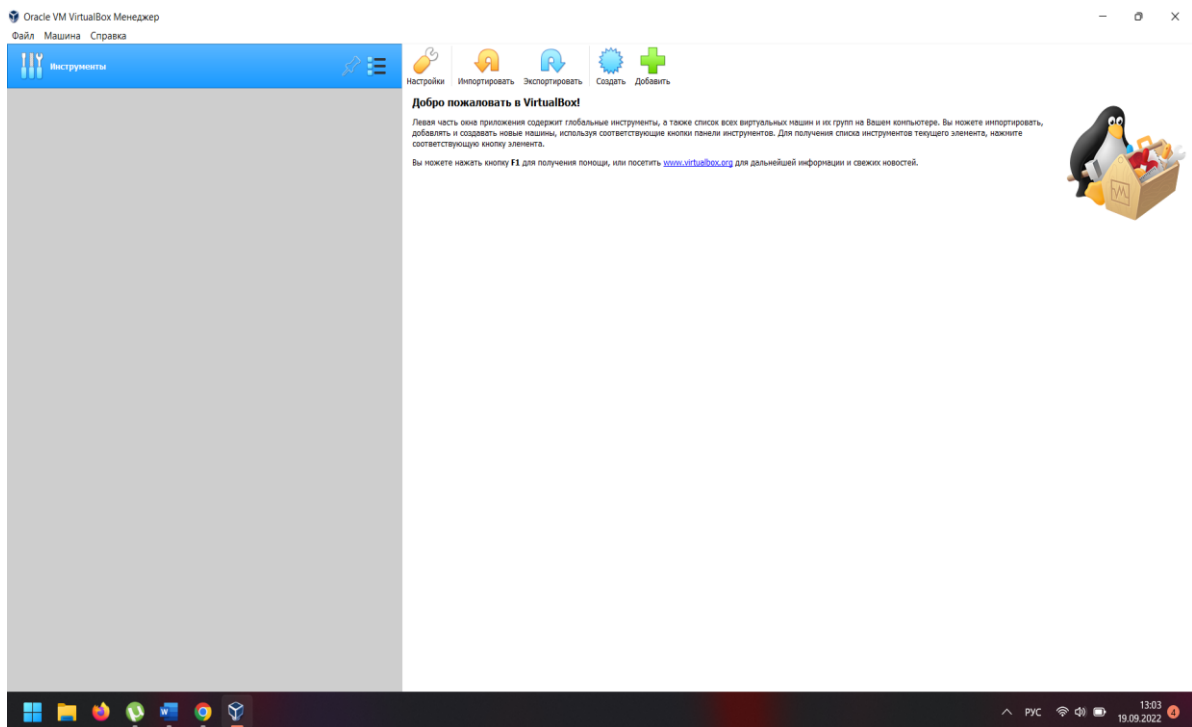 Oracle VM VirtualBox Менеджер
Файл Машина Справка
Инструменты
Настройки Импортировать Экспортировать Создать Добавить
Добро пожаловать в VirtualBox!
Левая часть окна приложения содержит глобальные инструменты, а также список всех виртуальных машин и их групп на Вашем компьютере. Вы можете импортировать,
добавлять и создавать новые машины, используя соответствующие кнопки панели инструментов. Для получения списка инструментов текущего элемента, нажмите
соответствующую кнопку элемента.
Вы можете нажать кнопку F1 для получения помощи, или посетить www.virtualbox.org для дальнейшей информации и свежих новостей.
РУС
13:03
19.09.2022
4